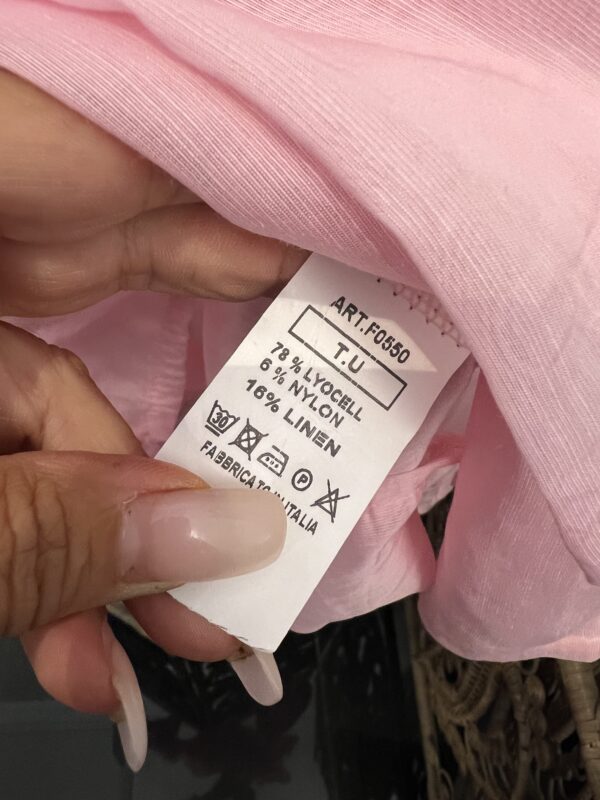 ART.F0550
T.U
78 % LYOCELL
6 % NYLON
16% LINEN
30 P
FABBRICATO IN ITALIA